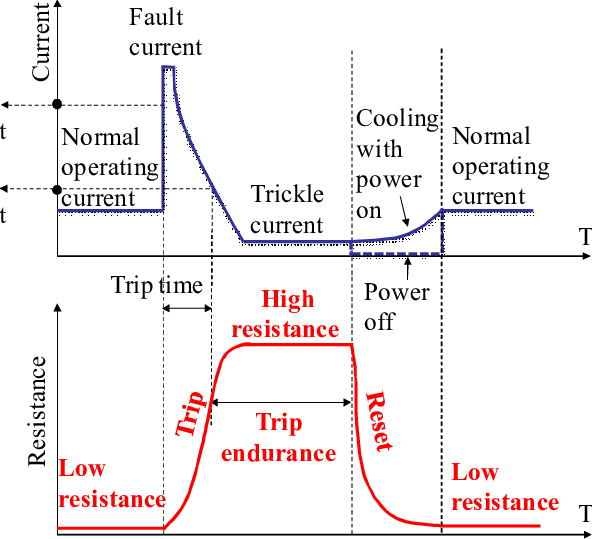 Fault
current
Current
t
Normal
operating
current
t
Trickle
current
Cooling
with
power
on
Normal
operating
current
T
Trip time
Power
off
High
resistance
Resistance
Trip
Trip
endurance
Reset
Low
resistance
Low
resistance
T